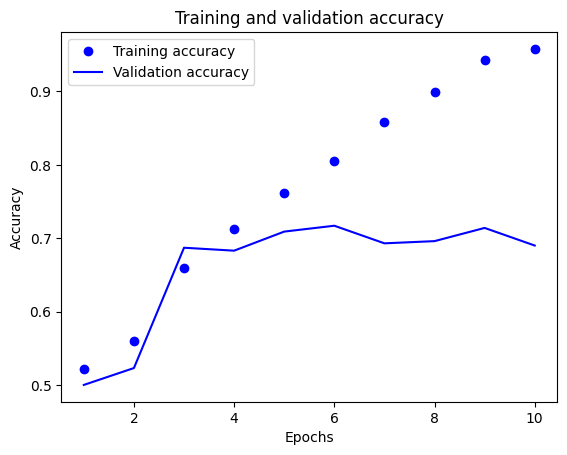 Training and validation accuracy
Training accuracy
Validation accuracy
0.9
0.8
0.7
0.6
0.5
Accuracy
2 4 6 8 10
Epochs